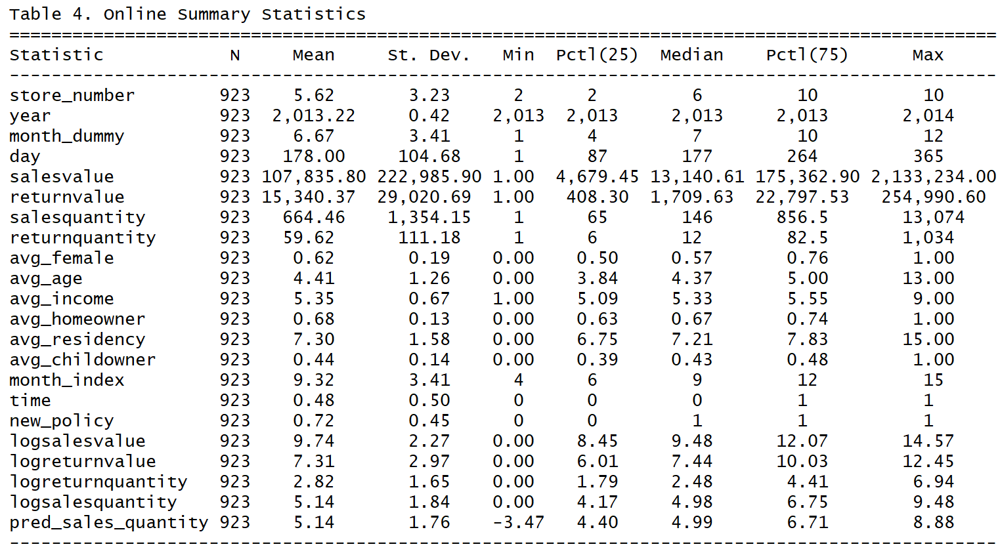 Table 4. Online Summary Statistics
==============================================================================================
Statistic N Mean St. Dev. Min Pctl(25) Median Pctl(75) Max
----------------------------------------------------------------------------------------------
store_number 923 5.62 3.23 2 2 6 10 10
year 923 2,013.22 0.42 2,013 2,013 2,013 2,013 2,014
month_dummy 923 6.67 3.41 1 4 7 10 12
day 923 178.00 104.68 1 87 177 264 365
salesvalue 923 107,835.80 222,985.90 1.00 4,679.45 13,140.61 175,362.90 2,133,234.00
returnvalue 923 15,340.37 29,020.69 1.00 408.30 1,709.63 22,797.53 254,990.60
salesquantity 923 664.46 1,354.15 1 65 146 856.5 13,074
returnquantity 923 59.62 111.18 1 6 12 82.5 1,034
avg_female 923 0.62 0.19 0.00 0.50 0.57 0.76 1.00
avg_age 923 4.41 1.26 0.00 3.84 4.37 5.00 13.00
avg_income 923 5.35 0.67 1.00 5.09 5.33 5.55 9.00
avg_homeowner 923 0.68 0.13 0.00 0.63 0.67 0.74 1.00
avg_residency 923 7.30 1.58 0.00 6.75 7.21 7.83 15.00
avg_childowner 923 0.44 0.14 0.00 0.39 0.43 0.48 1.00
month_index 923 9.32 3.41 4 6 9 12 15
time 923 0.48 0.50 0 0 0 1 1
new_policy 923 0.72 0.45 0 0 1 1 1
logsalesvalue 923 9.74 2.27 0.00 8.45 9.48 12.07 14.57
logreturnvalue 923 7.31 2.97 0.00 6.01 7.44 10.03 12.45
logreturnquantity 923 2.82 1.65 0.00 1.79 2.48 4.41 6.94
logsalesquantity 923 5.14 1.84 0.00 4.17 4.98 6.75 9.48
pred_sales_quantity 923 5.14 1.76 -3.47 4.40 4.99 6.71 8.88
----------------------------------------------------------------------------------------------